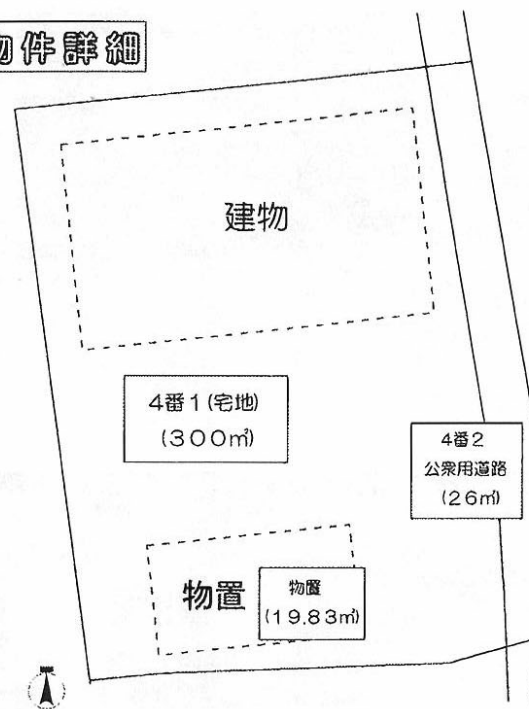 物件詳細
建物
4番1(宅地)
(300㎡)
4番2
公衆用道路
(26㎡)
物置
物置
(19.83㎡)